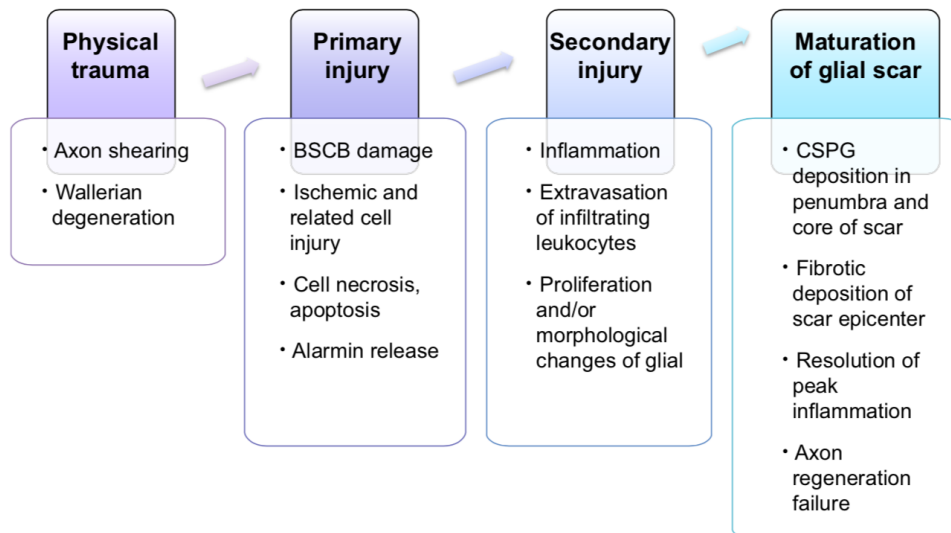 Physical
trauma
・Axon shearing
・Wallerian
degeneration
Primary
injury
・BSCB damage
・Ischemic and
related cell
injury
・Cell necrosis,
apoptosis
・Alarmin release
Secondary
injury
・Inflammation
・Extravasation
of infiltrating
leukocytes
・Proliferation
and/or
morphological
changes of glial
Maturation
of glial scar
・CSPG
deposition in
penumbra and
core of scar
・Fibrotic
deposition of
scar epicenter
・Resolution of
peak
inflammation
・Axon
regeneration
failure